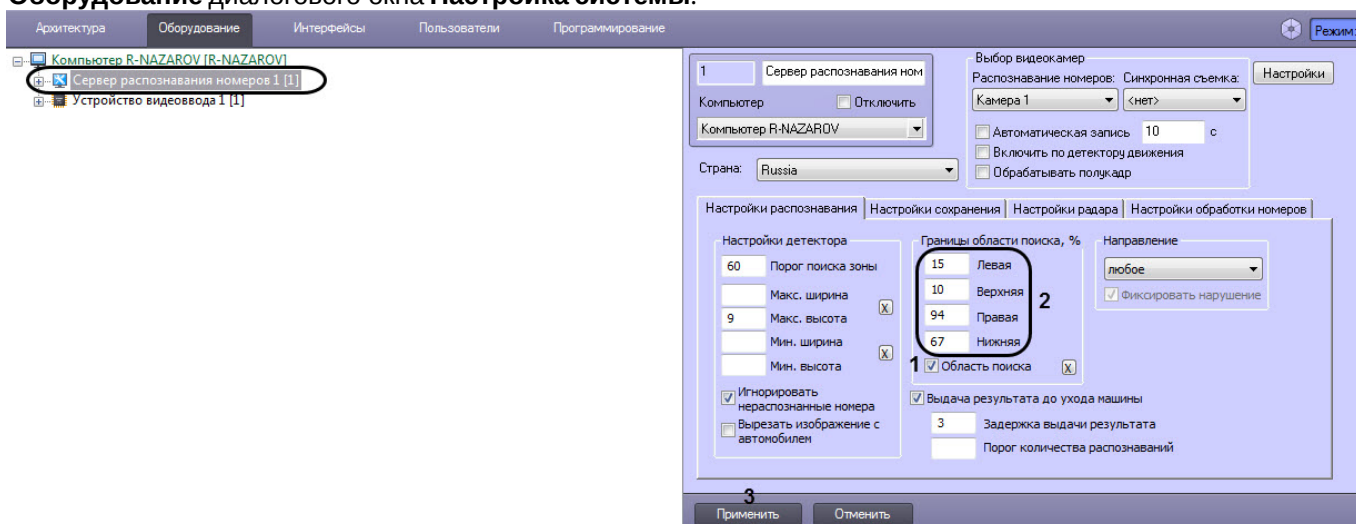 Оборудование диалогового окна Настройка системы.
Архитектура Оборудование Интерфейсы Пользователи Программирование Режим:
Компьютер R-NAZAROV [R-NAZAROV]
Сервер распознавания номеров 1 [1]
Устройство видеоввода 1 [1]
1 Сервер распознавания ном
Компьютер Отключить
Компьютер R-NAZAROV
Страна: Russia
Выбор видеокамер
Распознавание номеров: Синхронная съемка:
Камера 1 <нет>
Настройки
Автоматическая запись 10 с
Включить по детектору движения
Обрабатывать полукадр
Настройки распознавания Настройки сохранения Настройки радара Настройки обработки номеров
Настройки детектора
60 Порог поиска зоны
Макс. ширина
X
9 Макс. высота
Мин. ширина
X
Мин. высота
Игнорировать
нераспознанные номера
Вырезать изображение с
автомобилем
Границы области поиска, %
15 Левая
10 Верхняя
2
94 Правая
67 Нижняя
1 Область поиска X
Направление
любое
Фиксировать нарушение
Выдача результата до ухода машины
3 Задержка выдачи результата
Порог количества распознаваний
3
Применить Отменить